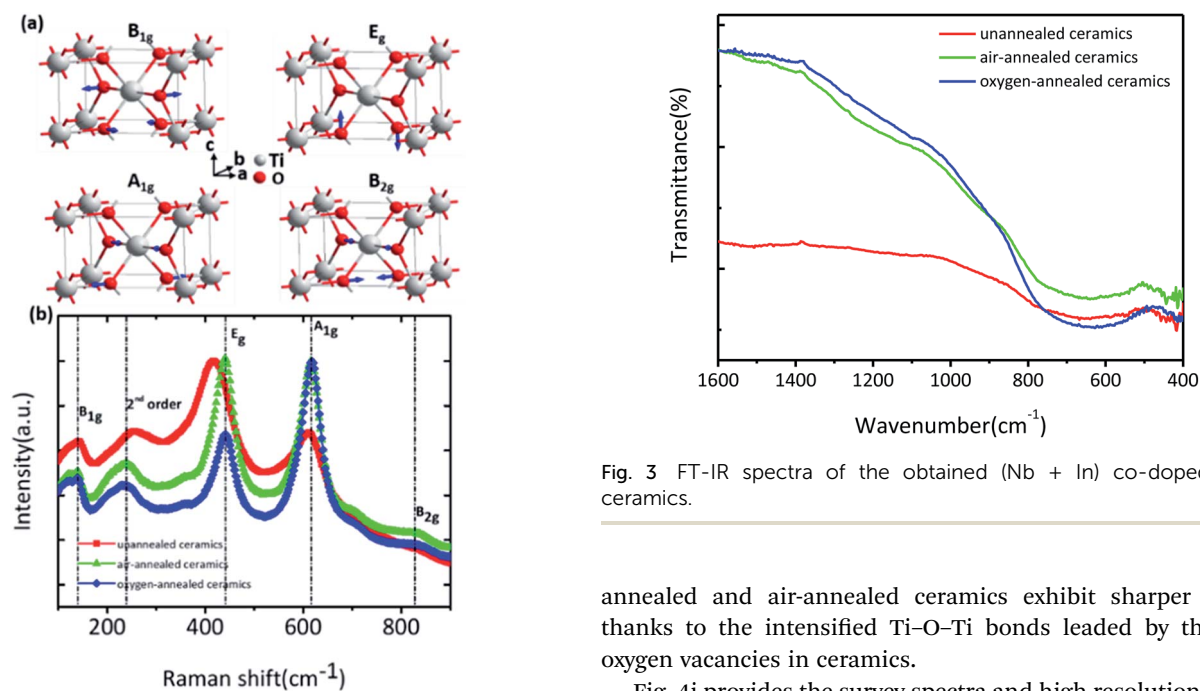 (a)
B1g
Eg
c
b
a
Ti
O
A1g
B2g
(b)
Eg
A1g
B1g
2nd order
B2g
unannealed ceramics
air-annealed ceramics
oxygen-annealed ceramics
Intensity(a.u.)
200 400 600 800
Raman shift(cm-1)
unannealed ceramics
air-annealed ceramics
oxygen-annealed ceramics
Transmittance(%)
1600 1400 1200 1000 800 600 400
Wavenumber(cm-1)
Fig. 3 FT-IR spectra of the obtained (Nb + In) co-doped
ceramics.
annealed and air-annealed ceramics exhibit sharper
thanks to the intensified Ti–O–Ti bonds leaded by th
oxygen vacancies in ceramics.
Fig. 4i provides the survey spectra and high resolution